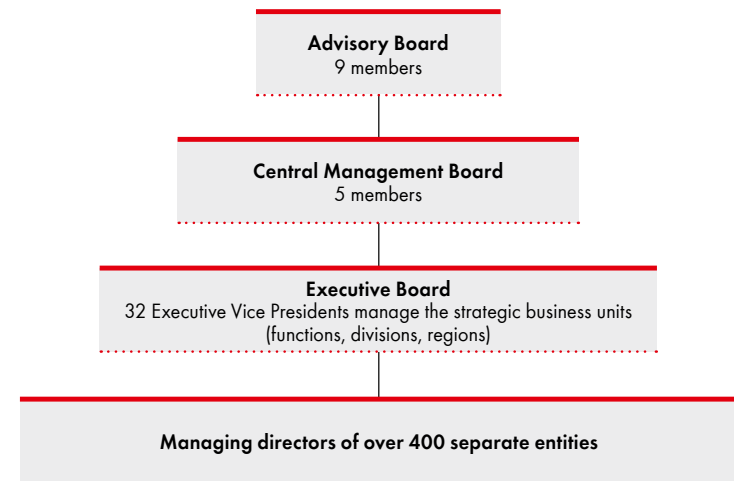 Advisory Board
9 members
Central Management Board
5 members
Executive Board
32 Executive Vice Presidents manage the strategic business units
(functions, divisions, regions)
Managing directors of over 400 separate entities